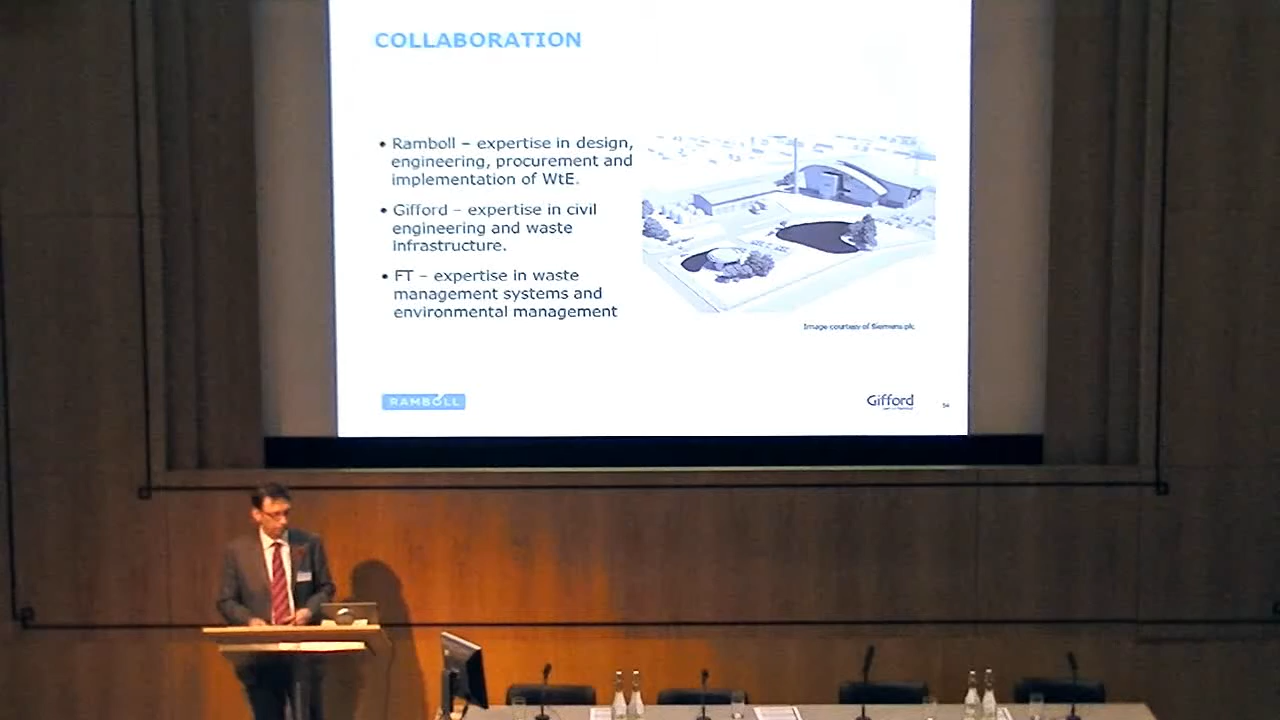 COLLABORATION
• Ramboll – expertise in design,
engineering, procurement and
implementation of WtE.
• Gifford – expertise in civil
engineering and waste
infrastructure.
• FT – expertise in waste
management systems and
environmental management
Image courtesy of Siemens plc
RAMBOLL
Gifford
54